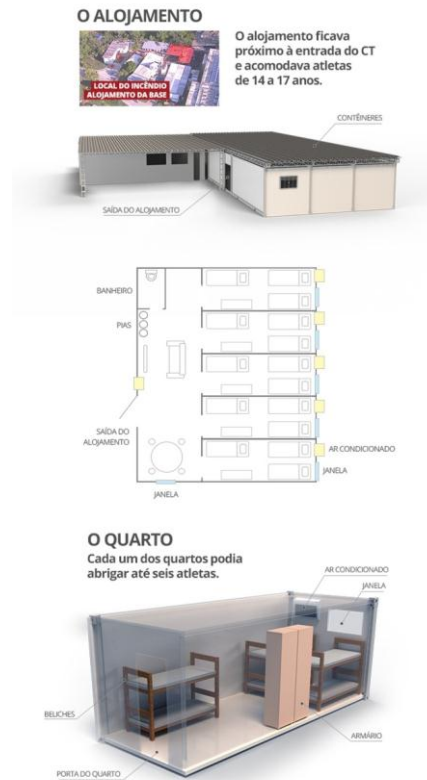 O ALOJAMENTO
LOCAL DO INCÊNDIO
ALOJAMENTO DA BASE
O alojamento ficava
próximo à entrada do CT
e acomodava atletas
de 14 a 17 anos.
CONTÊINERES
SAÍDA DO ALOJAMENTO
BANHEIRO
PIAS
SAÍDA DO
ALOJAMENTO
AR CONDICIONADO
JANELA
JANELA
O QUARTO
Cada um dos quartos podia
abrigar até seis atletas.
AR CONDICIONADO
JANELA
BELICHES
ARMÁRIO
PORTA DO QUARTO